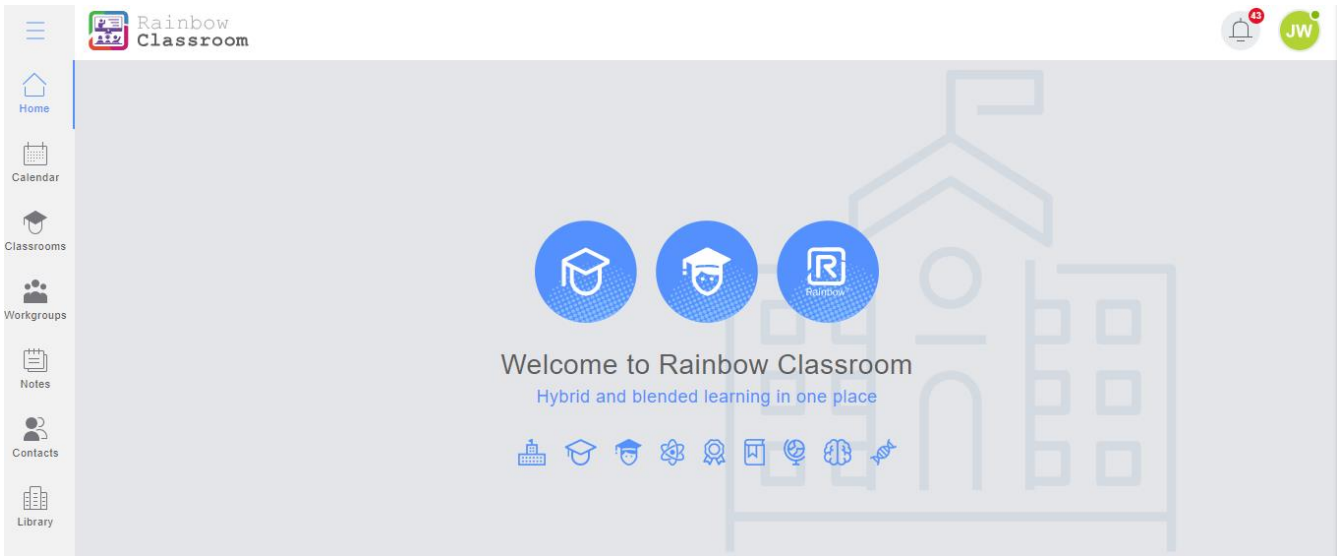 Rainbow
Classroom
43
JW
Home
Calendar
Classrooms
Workgroups
Notes
Contacts
Library
R
Rainbow
Welcome to Rainbow Classroom
Hybrid and blended learning in one place